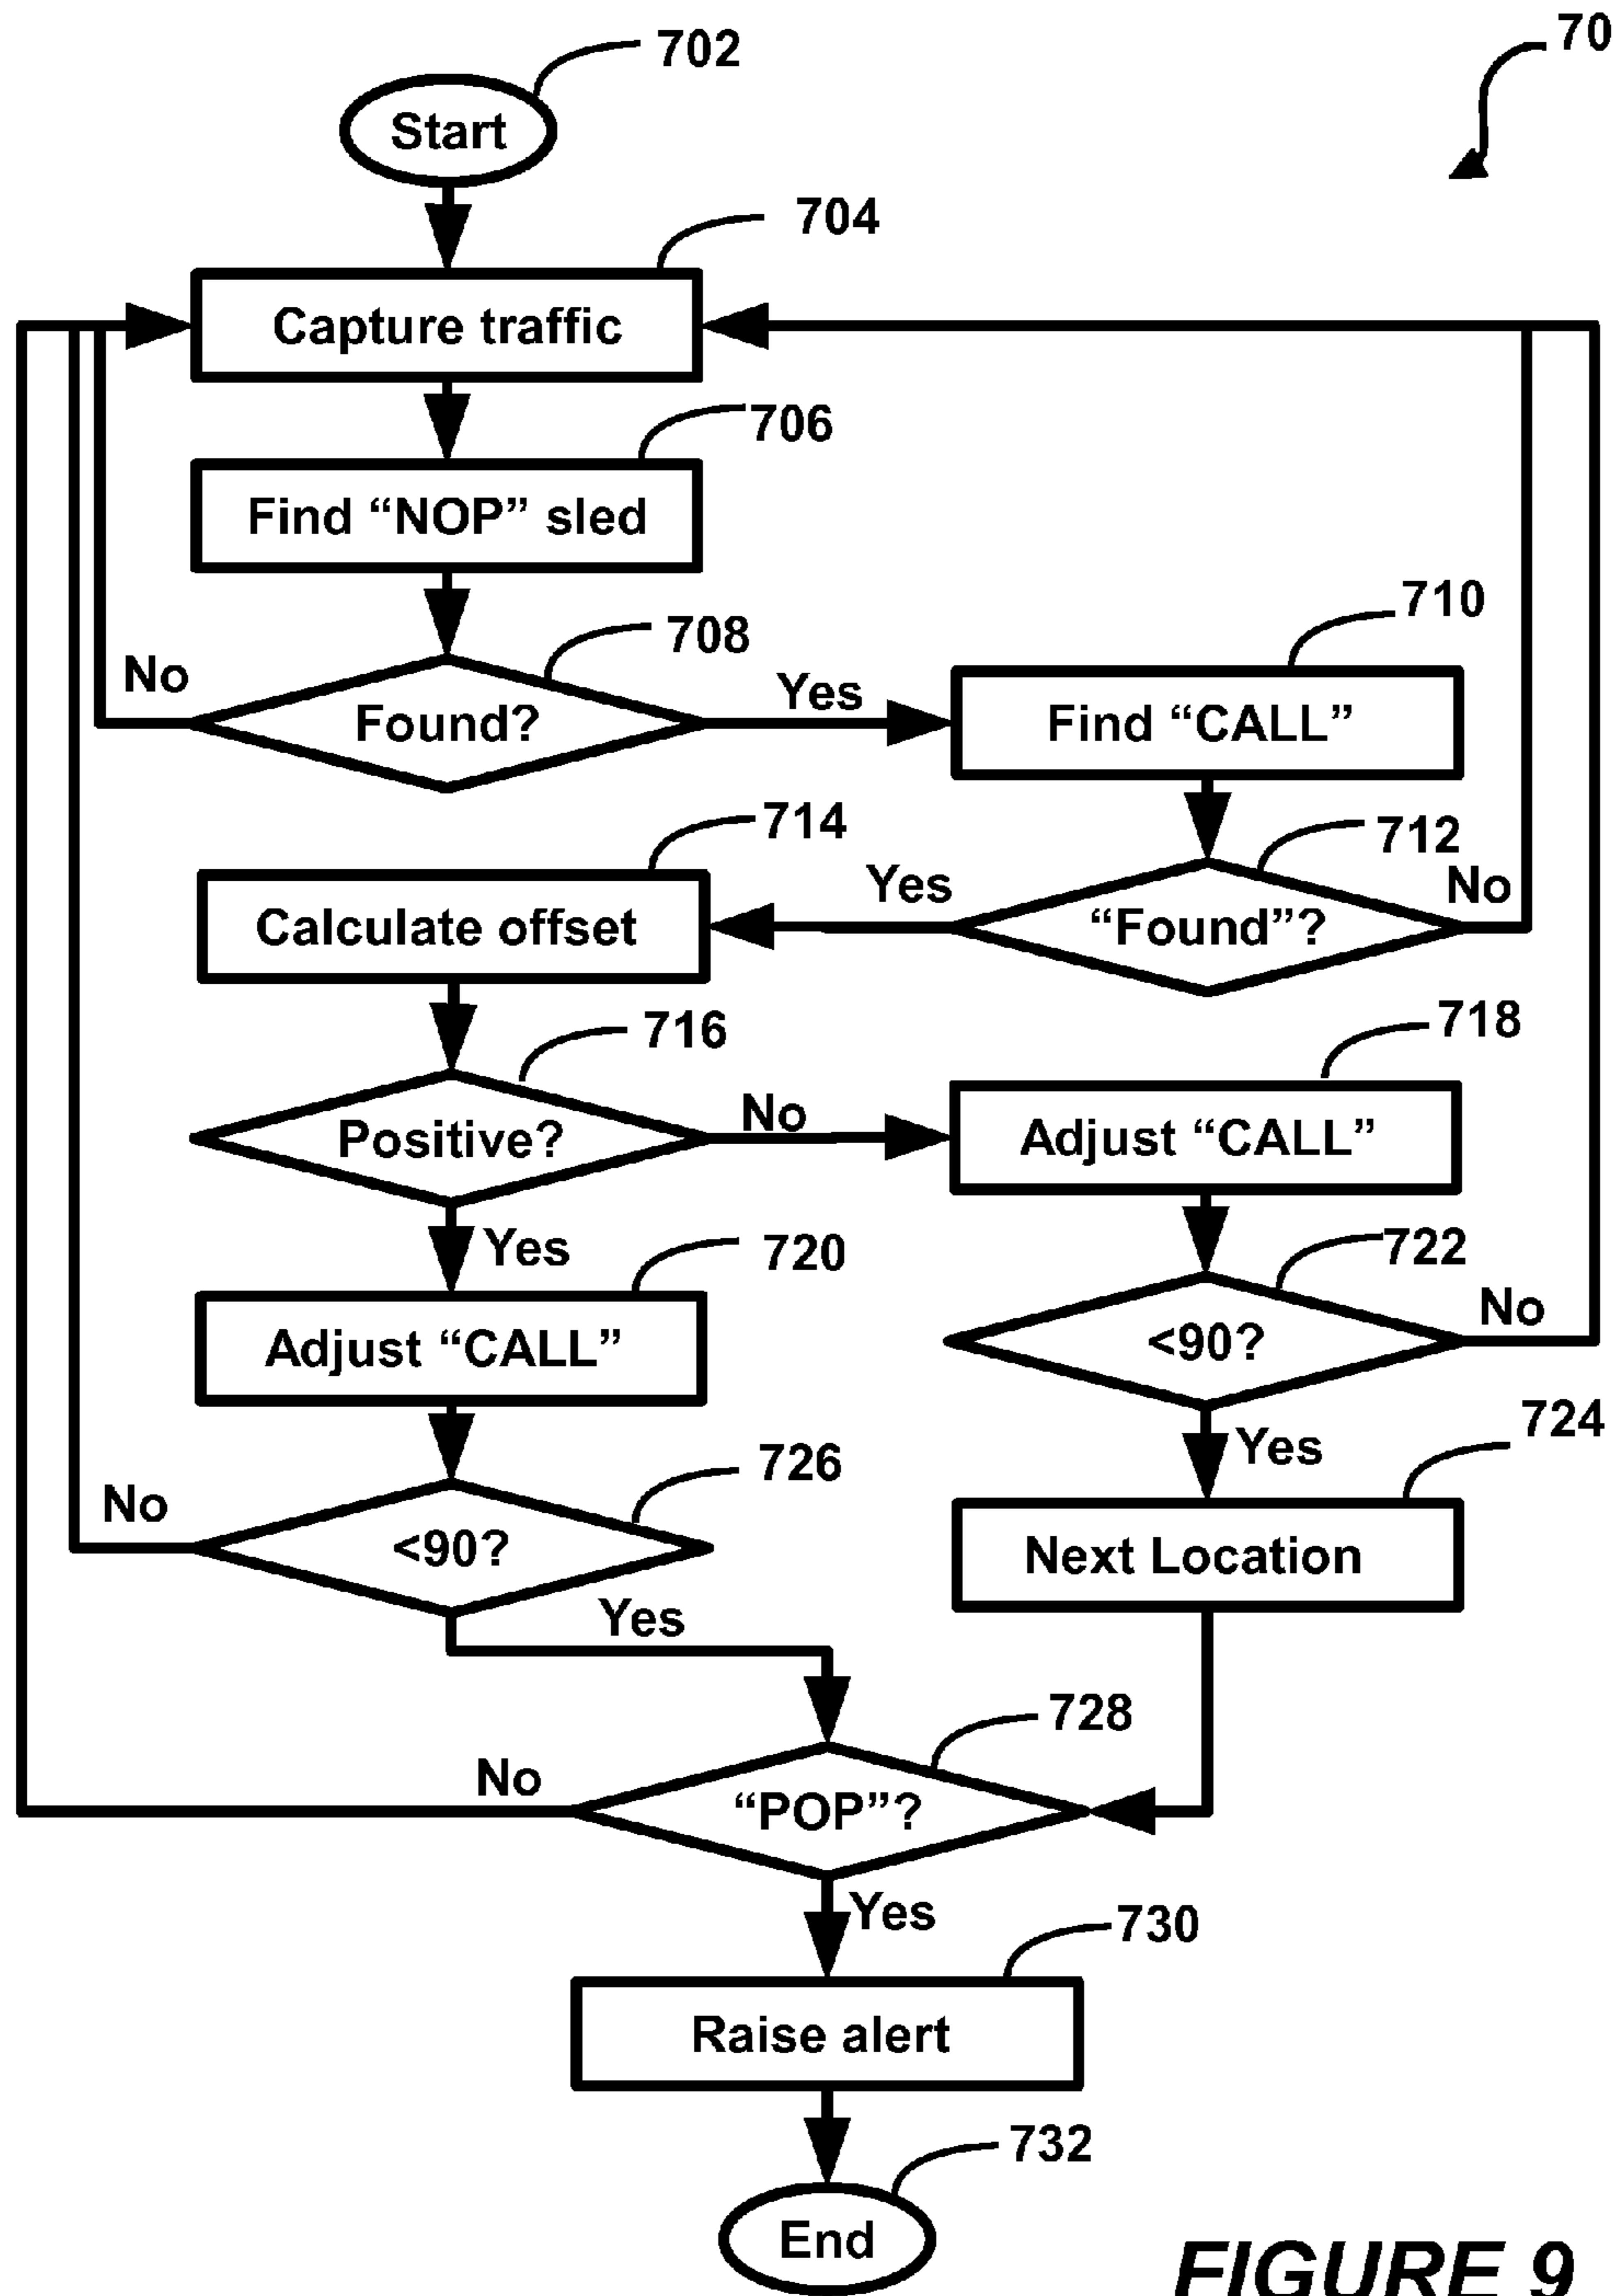 702
70
Start
704
Capture traffic
706
Find “NOP” sled
710
708
No
Yes
Found?
Find “CALL”
714
712
Yes
No
Calculate offset
“Found”?
718
716
No
Positive?
Adjust “CALL”
Yes
720
722
No
Adjust “CALL”
<90?
724
Yes
726
No
<90?
Next Location
Yes
728
No
“POP”?
Yes
730
Raise alert
732
End
FIGURE 9